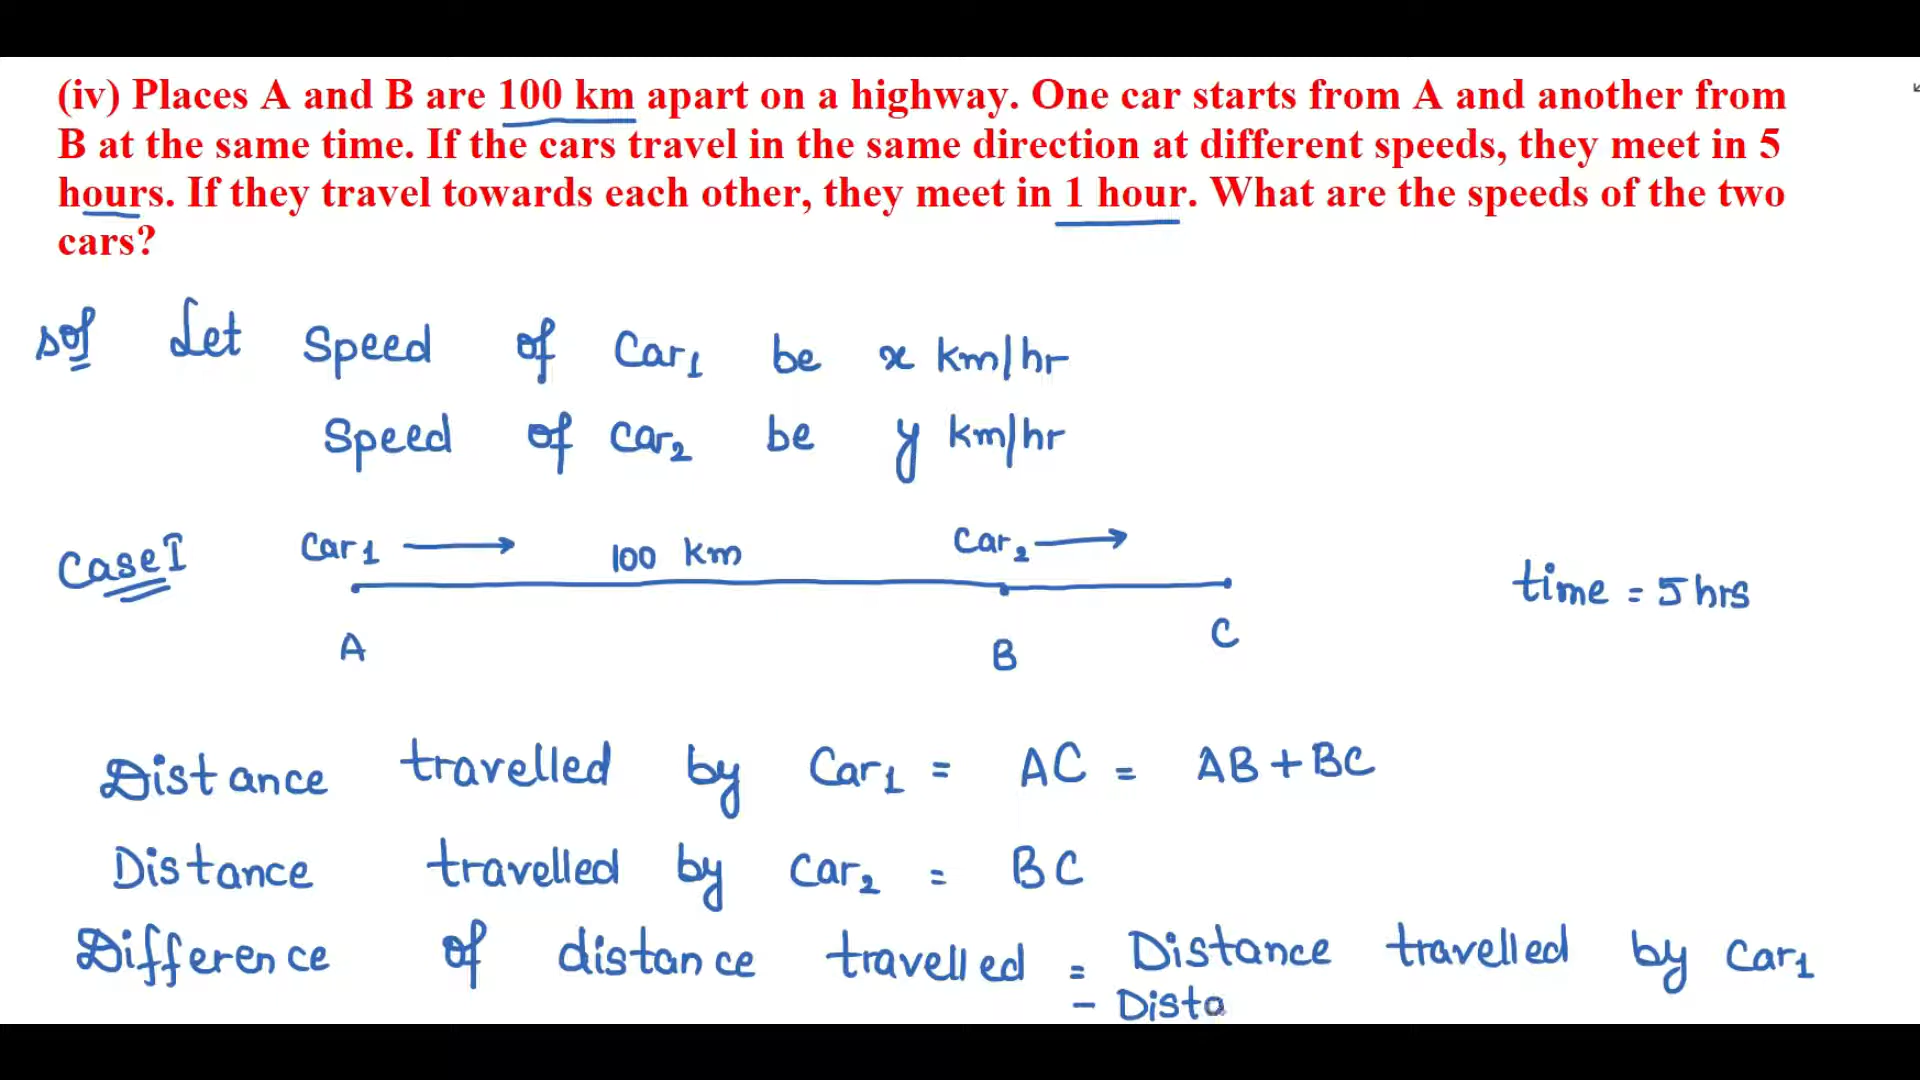 (iv) Places A and B are 100 km apart on a highway. One car starts from A and another from
B at the same time. If the cars travel in the same direction at different speeds, they meet in 5
hours. If they travel towards each other, they meet in 1 hour. What are the speeds of the two
cars?
Sol Let Speed of Car₁ be x km/hr
Speed of car₂ be y km/hr
Case I Car₁ → 100 km Car₂ →
time = 5 hrs
A B C
Distance travelled by Car₁ = AC = AB + BC
Distance travelled by Car₂ = BC
Difference of distance travelled = Distance travelled by Car₁
- Dista